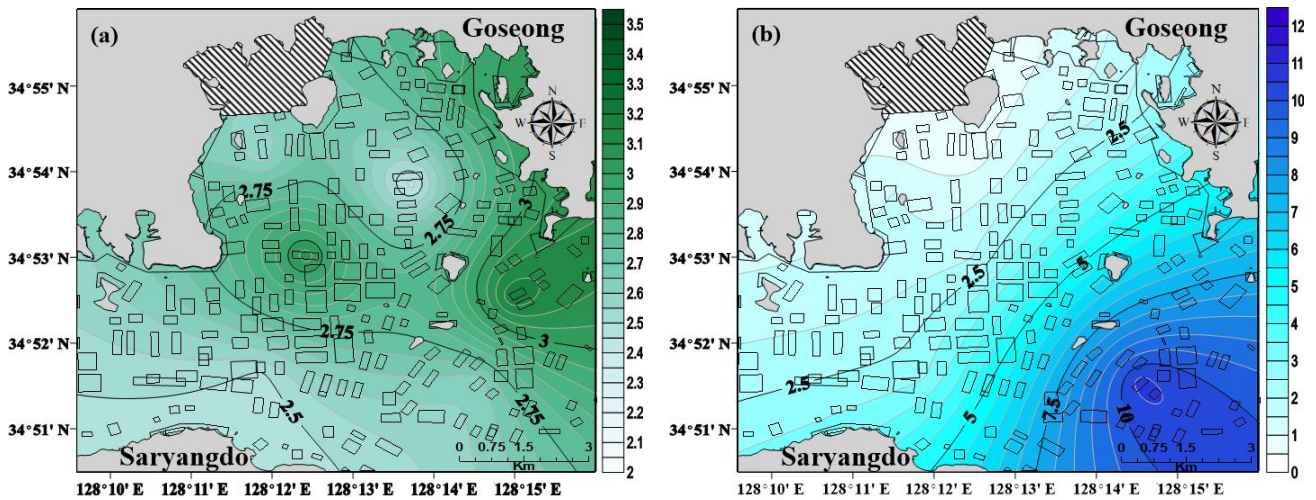 (a)
Goseong
N
W E
S
34°55' N
34°54' N
34°53' N
34°52' N
34°51' N
2.75
2.75
3
2.75
3
2.5
2.75
Saryangdo
0 0.75 1.5 3
Km
128°10' E 128°11' E 128°12' E 128°13' E 128°14' E 128°15' E
3.5
3.4
3.3
3.2
3.1
3
2.9
2.8
2.7
2.6
2.5
2.4
2.3
2.2
2.1
2
(b)
Goseong
N
W E
S
34°55' N
34°54' N
34°53' N
34°52' N
34°51' N
2.5
2.5
5
2.5
5
7.5
10
Saryangdo
0 0.75 1.5 3
Km
128°10' E 128°11' E 128°12' E 128°13' E 128°14' E 128°15' E
12
11
10
9
8
7
6
5
4
3
2
1
0